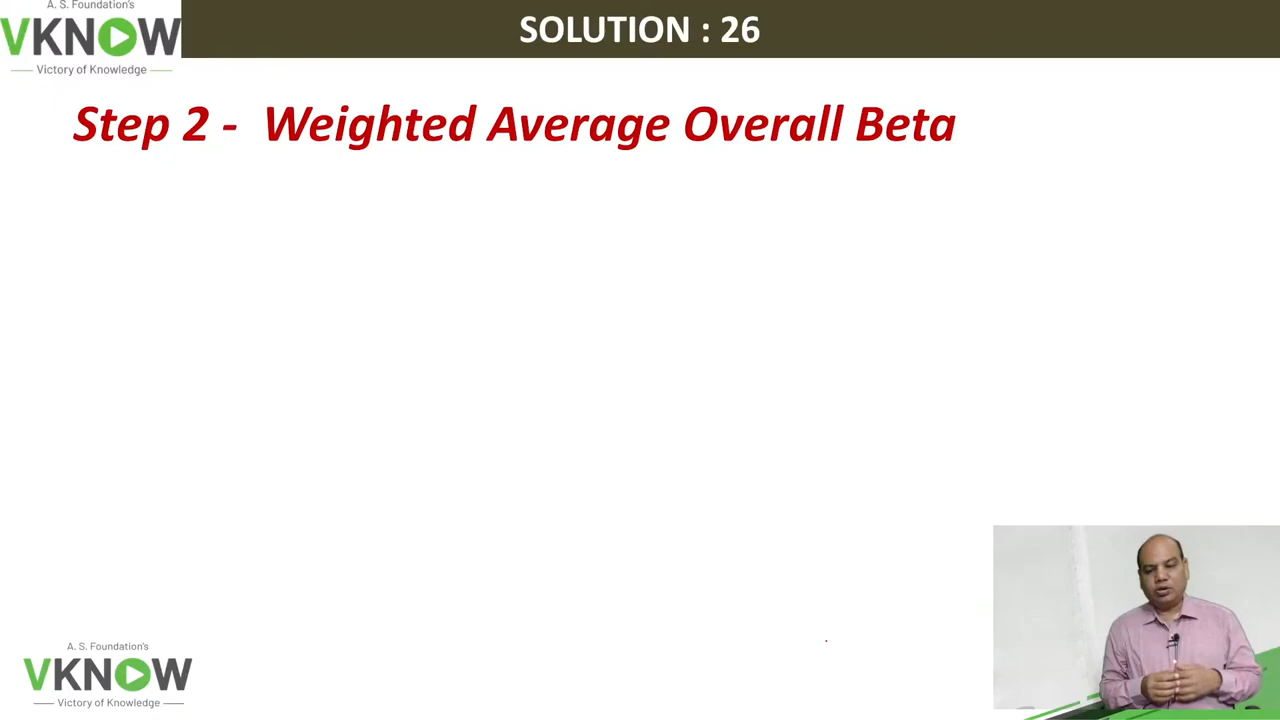 A. S. Foundation's
VKNOW
Victory of Knowledge
SOLUTION : 26
Step 2 - Weighted Average Overall Beta
A. S. Foundation's
VKNOW
Victory of Knowledge